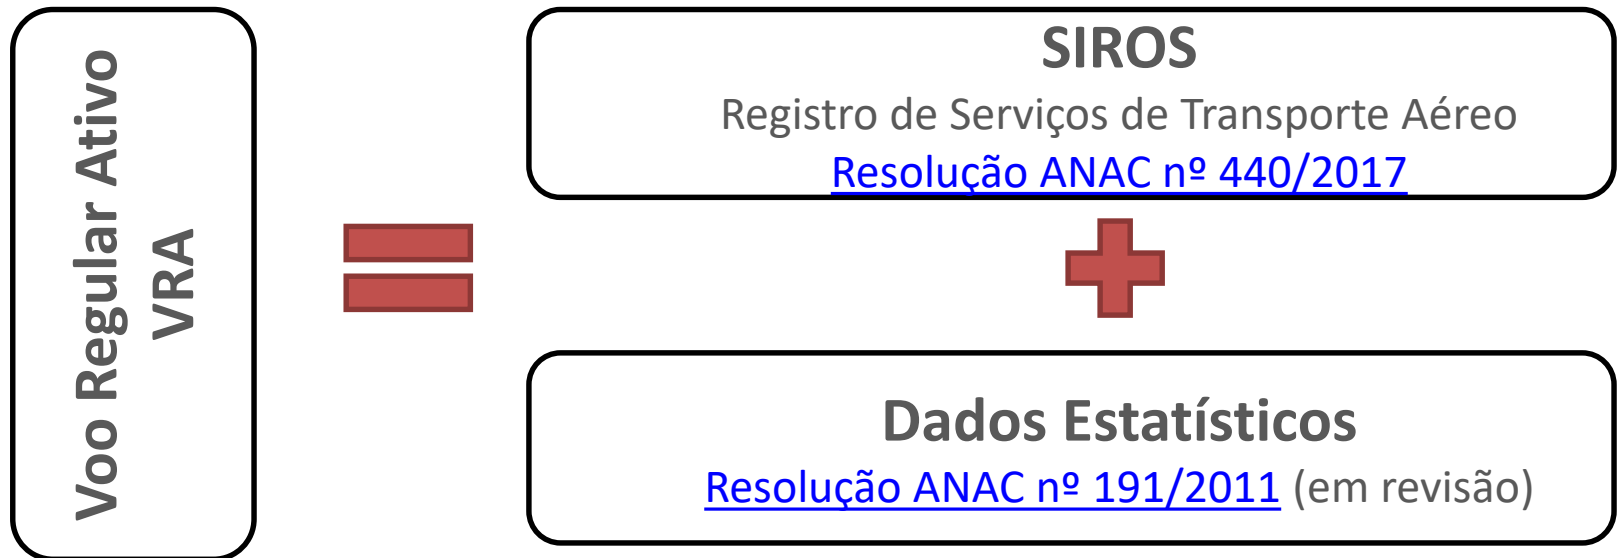 Voo Regular Ativo
VRA
SIROS
Registro de Serviços de Transporte Aéreo
Resolução ANAC nº 440/2017
Dados Estatísticos
Resolução ANAC nº 191/2011 (em revisão)